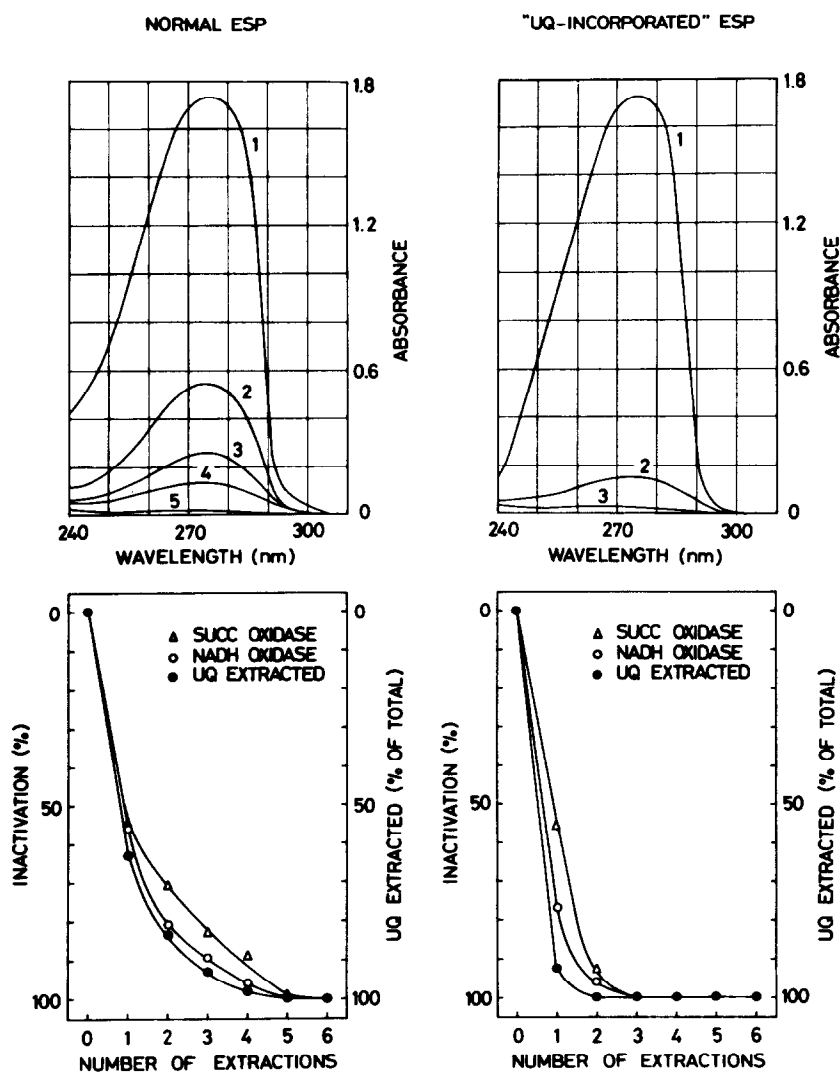 NORMAL ESP
"UQ-INCORPORATED" ESP
1.8
1.2
0.6
0
ABSORBANCE
1
2
3
4
5
240
270
300
WAVELENGTH (nm)
1.8
1.2
0.6
0
ABSORBANCE
1
2
3
240
270
300
WAVELENGTH (nm)
0
50
100
INACTIVATION (%)
△ SUCC OXIDASE
○ NADH OXIDASE
● UQ EXTRACTED
0
50
100
UQ EXTRACTED (% OF TOTAL)
0 1 2 3 4 5 6
NUMBER OF EXTRACTIONS
0
50
100
INACTIVATION (%)
△ SUCC OXIDASE
○ NADH OXIDASE
● UQ EXTRACTED
0
50
100
UQ EXTRACTED (% OF TOTAL)
0 1 2 3 4 5 6
NUMBER OF EXTRACTIONS